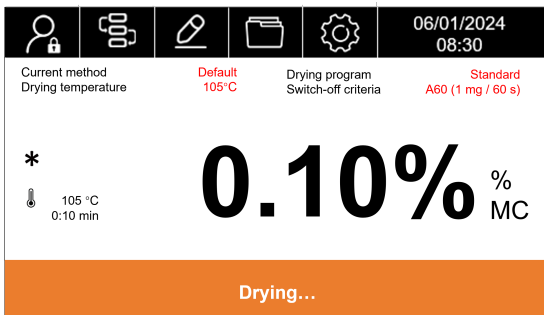 06/01/2024
08:30
Current method Default Drying program Standard
Drying temperature 105°C Switch-off criteria A60 (1 mg / 60 s)
*
0.10% %
MC
105 °C
0:10 min
Drying...